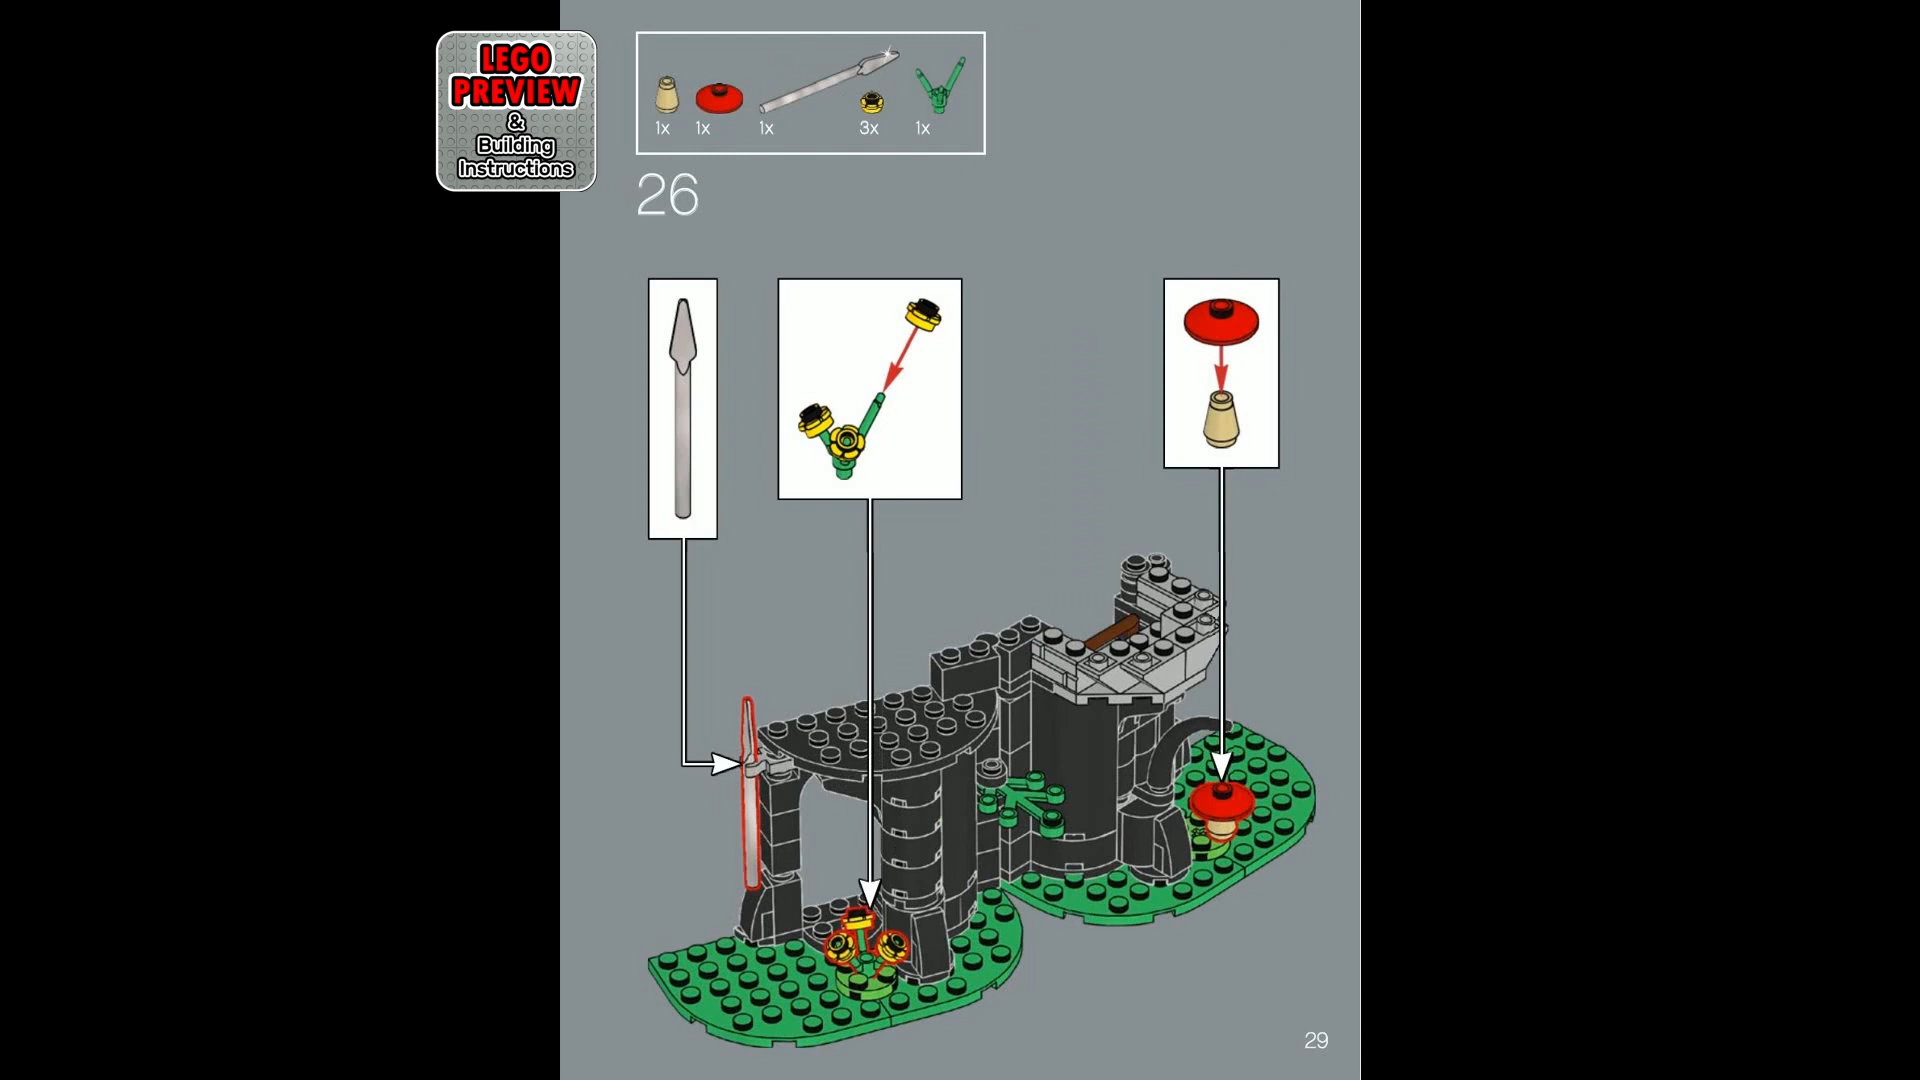 LEGO
PREVIEW
&
Building
Instructions
1x 1x 1x 3x 1x
26
29